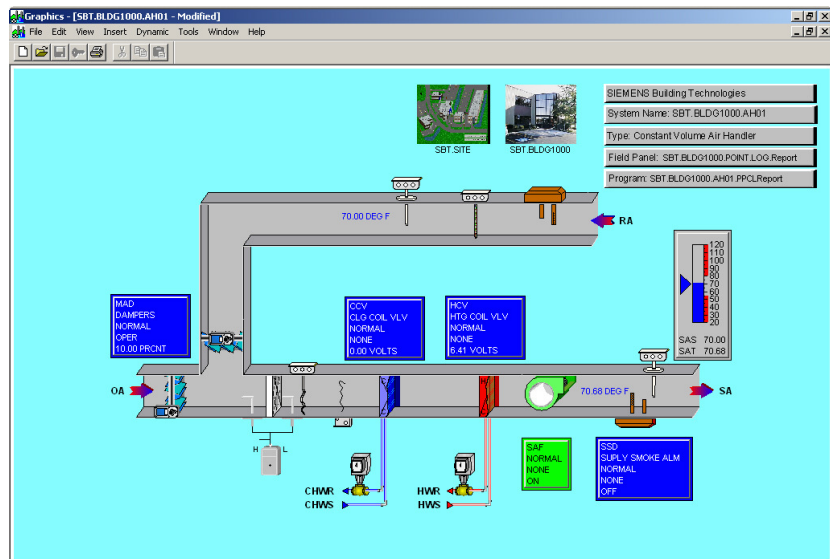 Graphics - [SBT.BLDG1000.AH01 - Modified]
File Edit View Insert Dynamic Tools Window Help
SBT.SITE
SBT.BLDG1000
SIEMENS Building Technologies
System Name: SBT.BLDG1000.AH01
Type: Constant Volume Air Handler
Field Panel: SBT.BLDG1000.POINT.LOG.Report
Program: SBT.BLDG1000.AH01.PPCLReport
70.00 DEG F
RA
120
100
90
80
70
60
50
40
30
20
SAS 70.00
SAT 70.68
MAD
DAMPERS
NORMAL
OPER
10.00 PRCNT
CCV
CLG COIL VLV
NORMAL
NONE
0.00 VOLTS
HCV
HTG COIL VLV
NORMAL
NONE
6.41 VOLTS
OA
70.68 DEG F
SA
H L
SAF
NORMAL
NONE
ON
SSD
SUPLY SMOKE ALM
NORMAL
NONE
OFF
CHWR
CHWS
HWR
HWS